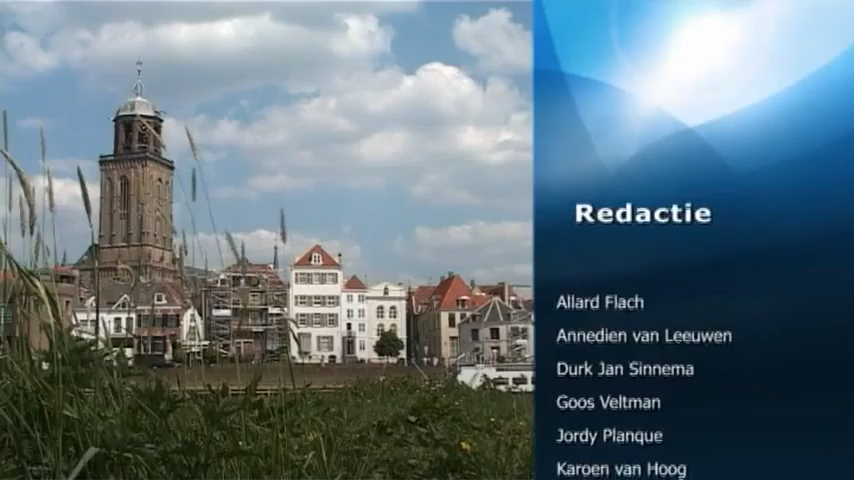 Redactie
Allard Flach
Annedien van Leeuwen
Durk Jan Sinnema
Goos Veltman
Jordy Planque
Karoen van Hoog